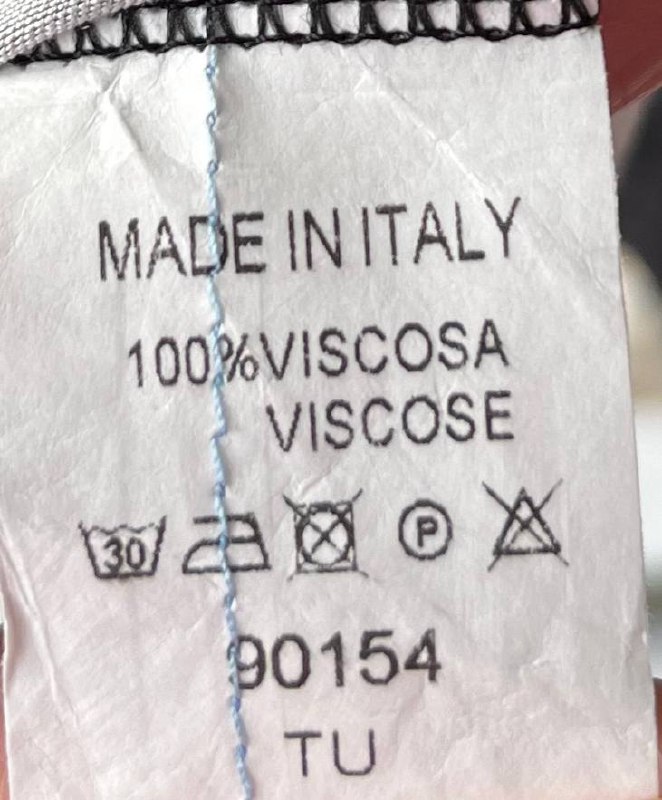 MADE IN ITALY
100%VISCOSA
VISCOSE
30 P
90154
TU